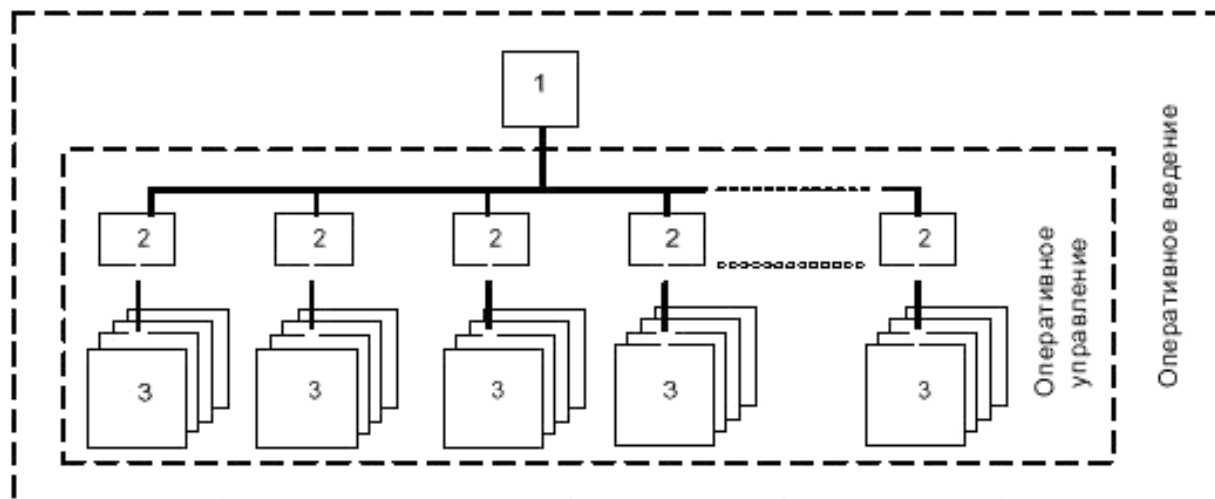 1
2 2 2 2 2
3 3 3 3 3
Оперативное
управление
Оперативное ведение